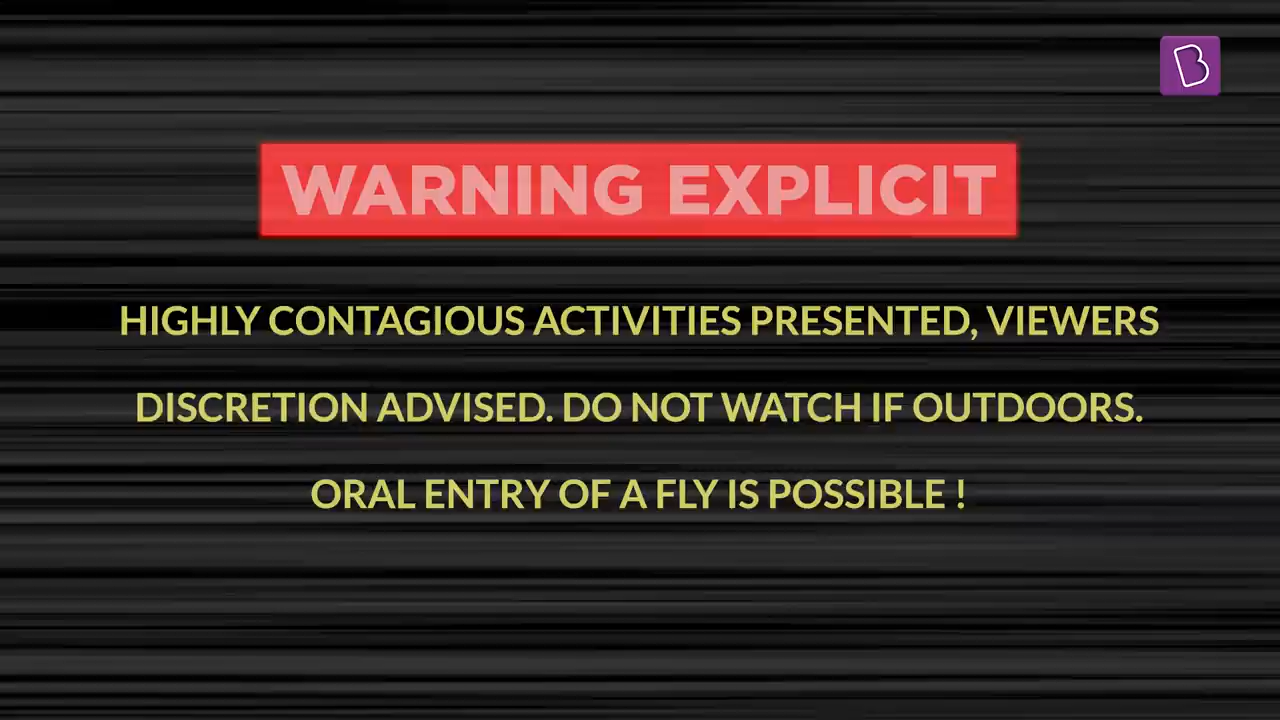 B
WARNING EXPLICIT
HIGHLY CONTAGIOUS ACTIVITIES PRESENTED, VIEWERS
DISCRETION ADVISED. DO NOT WATCH IF OUTDOORS.
ORAL ENTRY OF A FLY IS POSSIBLE !